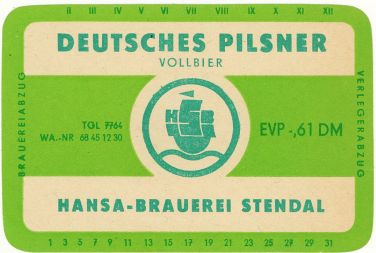 II III IV V VI VII VIII IX X XI XII
DEUTSCHES PILSNER
VOLLBIER
BRAUEREIABZUG
VERLEGERABZUG
TGL 7764
WA.-NR 68 45 12 30
HSB
EVP -,61 DM
HANSA-BRAUEREI STENDAL
1 3 5 7 9 11 13 15 17 19 21 23 25 27 29 31